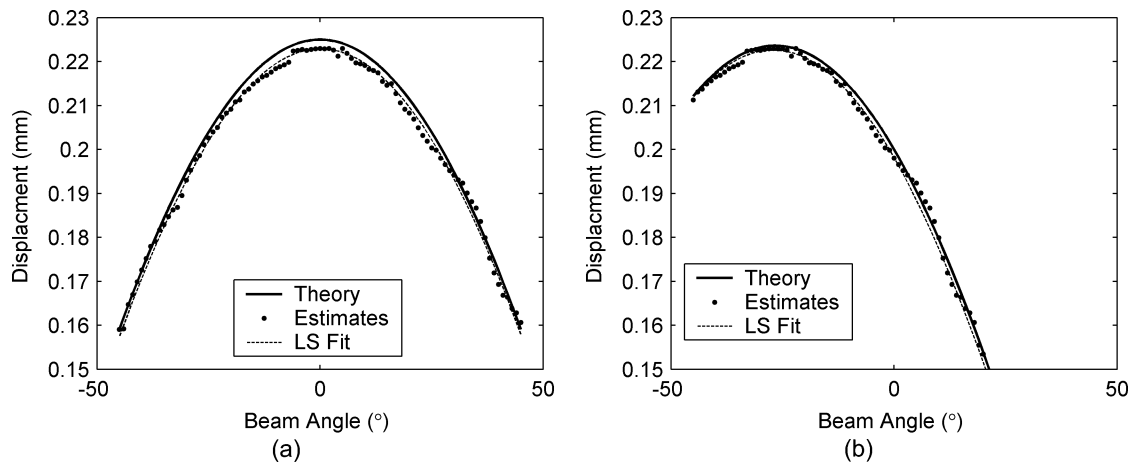 0.23
0.22
0.21
0.2
0.19
0.18
0.17
0.16
0.15
Displacment (mm)
Theory
Estimates
LS Fit
-50
0
50
Beam Angle (°)
(a)
0.23
0.22
0.21
0.2
0.19
0.18
0.17
0.16
0.15
Displacment (mm)
Theory
Estimates
LS Fit
-50
0
50
Beam Angle (°)
(b)